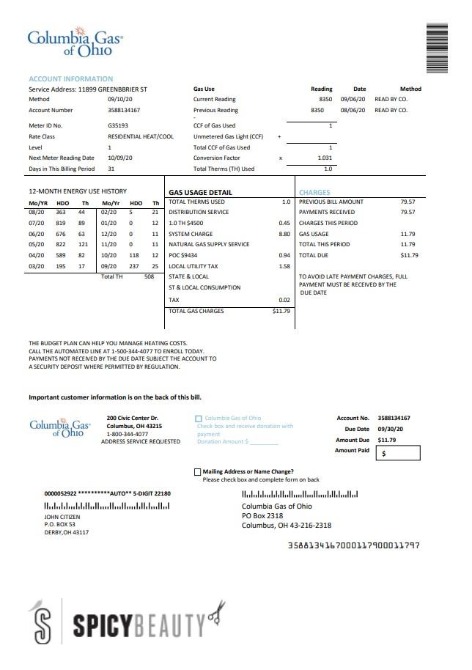 Columbia Gas®
of Ohio
ACCOUNT INFORMATION
Service Address: 11899 GREENBBRIER ST
Method 09/10/20
Account Number 3588134167
Meter ID No. G35193
Rate Class RESIDENTIAL HEAT/COOL
Level 1
Next Meter Reading Date 10/09/20
Days in This Billing Period 31
Gas Use Reading Date Method
Current Reading 8350 09/06/20 READ BY CO.
Previous Reading 8350 08/06/20 READ BY CO.
-
CCF of Gas Used 1
Unmetered Gas Light (CCF) +
Total CCF of Gas Used 1
Conversion Factor x 1.031
Total Therms (TH) Used 1.0
12-MONTH ENERGY USE HISTORY
Mo/YR HDO Th Mo/YR HDO Th
08/20 363 44 02/20 5 21
07/20 819 89 01/20 0 12
06/20 676 63 12/20 0 11
05/20 822 121 11/20 0 11
04/20 589 82 10/20 118 12
03/20 195 17 09/20 237 25
Total TH 508
GAS USAGE DETAIL
TOTAL THERMS USED 1.0
DISTRIBUTION SERVICE
1.0 TH $4500 0.45
SYSTEM CHARGE 8.80
NATURAL GAS SUPPLY SERVICE
POC $9434 0.94
LOCAL UTILITY TAX 1.58
STATE & LOCAL
ST & LOCAL CONSUMPTION
TAX 0.02
TOTAL GAS CHARGES $11.79
CHARGES
PREVIOUS BILL AMOUNT 79.57
PAYMENTS RECEIVED 79.57
CHARGES THIS PERIOD
GAS USAGE 11.79
TOTAL DUE $11.79
TO AVOID LATE PAYMENT CHARGES, FULL
PAYMENT MUST BE RECEIVED BY THE
DUE DATE
THE BUDGET PLAN CAN HELP YOU MANAGE HEATING COSTS.
CALL THE AUTOMATED LINE AT 1-500-344-4077 TO ENROLL TODAY.
PAYMENTS NOT RECEIVED BY THE DUE DATE SUBJECT THE ACCOUNT TO
A SECURITY DEPOSIT WHERE PERMITTED BY REGULATION.
Important customer information is on the back of this bill.
Columbia Gas®
of Ohio
200 Civic Center Dr.
Columbus, OH 43215
1-800-344-4077
ADDRESS SERVICE REQUESTED
Columbia Gas of Ohio
Check box and receive donation with
payment
Donation Amount $ ________
Account No. 3588134167
Due Date 09/30/20
Amount Due $11.79
Amount Paid $
Mailing Address or Name Change?
Please check box and complete form on back
0000052922 **********AUTO** 5-DIGIT 22180
JOHN CITIZEN
P.O. BOX 53
DERBY,OH 43117
Columbia Gas of Ohio
PO Box 2318
Columbus, OH 43-216-2318
3588134167000117900011797
S SPICYBEAUTY